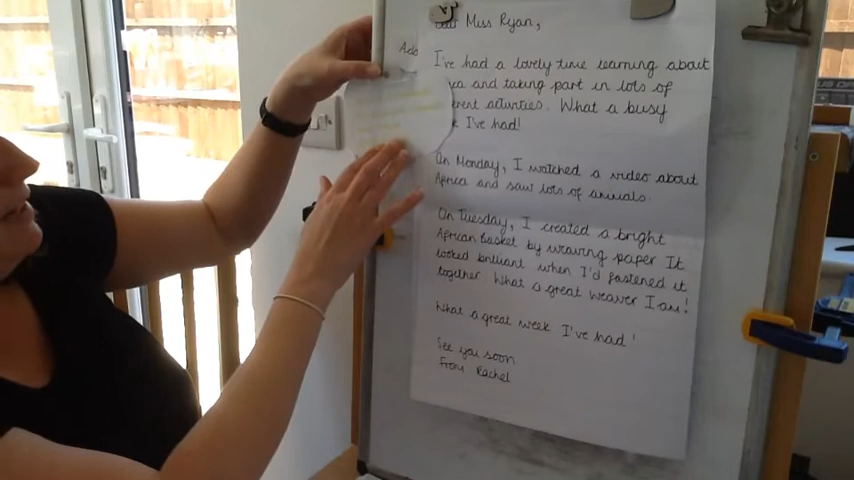 Miss Ryan,
I've had a lovely time learning about
and taking part in lots of
activities. What a busy
I've had!
On Monday, I watched a video about
Africa and saw lots of animals.
On Tuesday, I created a bright
African Basket by weaving paper It
looked brilliant when I'd fastened it
together What a great weaver I am!
What a great week I've had!
See you soon
From Rachel